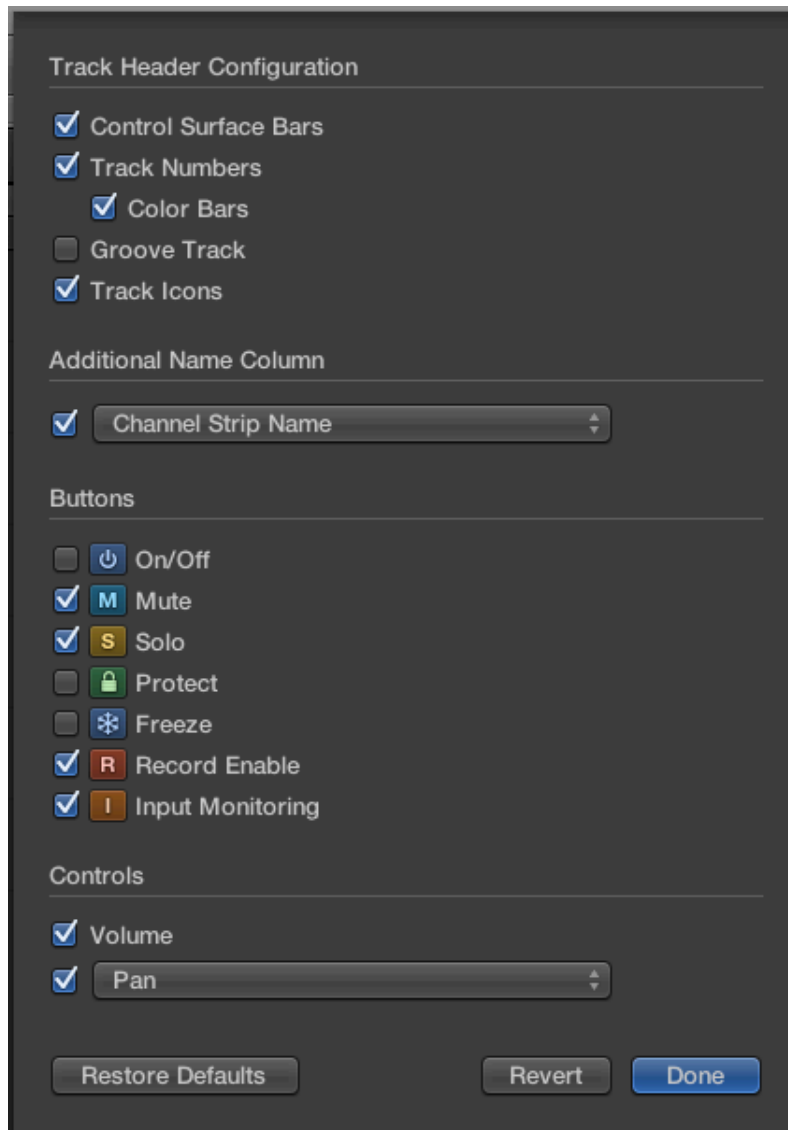 Track Header Configuration
Control Surface Bars
Track Numbers
Color Bars
Groove Track
Track Icons
Additional Name Column
Channel Strip Name
Buttons
On/Off
M Mute
S Solo
Protect
Freeze
R Record Enable
I Input Monitoring
Controls
Volume
Pan
Restore Defaults Revert Done